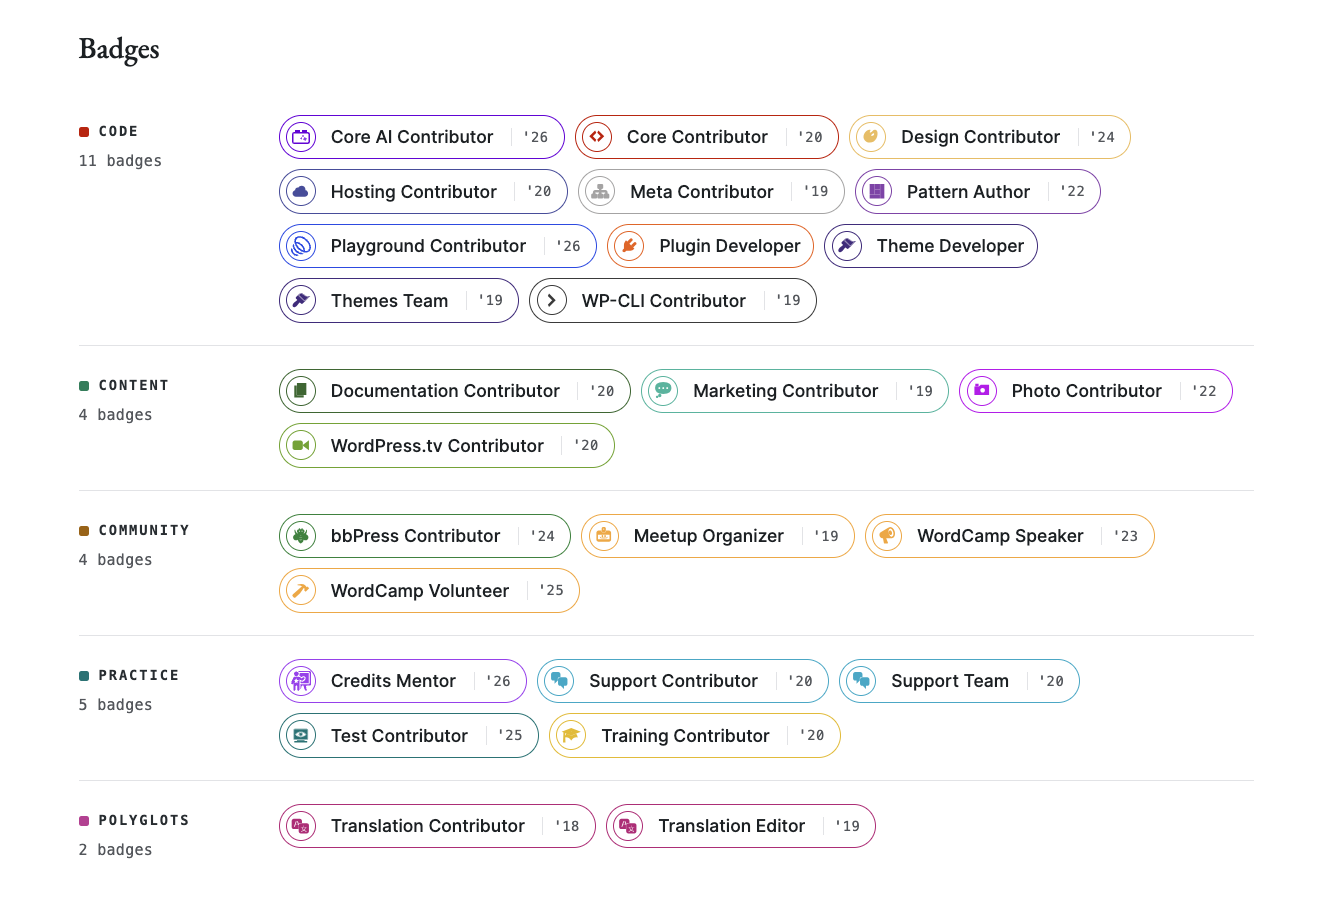 Badges
CODE
11 badges
Core AI Contributor '26
Core Contributor '20
Design Contributor '24
Hosting Contributor '20
Meta Contributor '19
Pattern Author '22
Playground Contributor '26
Plugin Developer
Theme Developer
Themes Team '19
WP-CLI Contributor '19
CONTENT
4 badges
Documentation Contributor '20
Marketing Contributor '19
Photo Contributor '22
WordPress.tv Contributor '20
COMMUNITY
4 badges
bbPress Contributor '24
Meetup Organizer '19
WordCamp Speaker '23
WordCamp Volunteer '25
PRACTICE
5 badges
Credits Mentor '26
Support Contributor '20
Support Team '20
Test Contributor '25
Training Contributor '20
POLYGLOTS
2 badges
Translation Contributor '18
Translation Editor '19